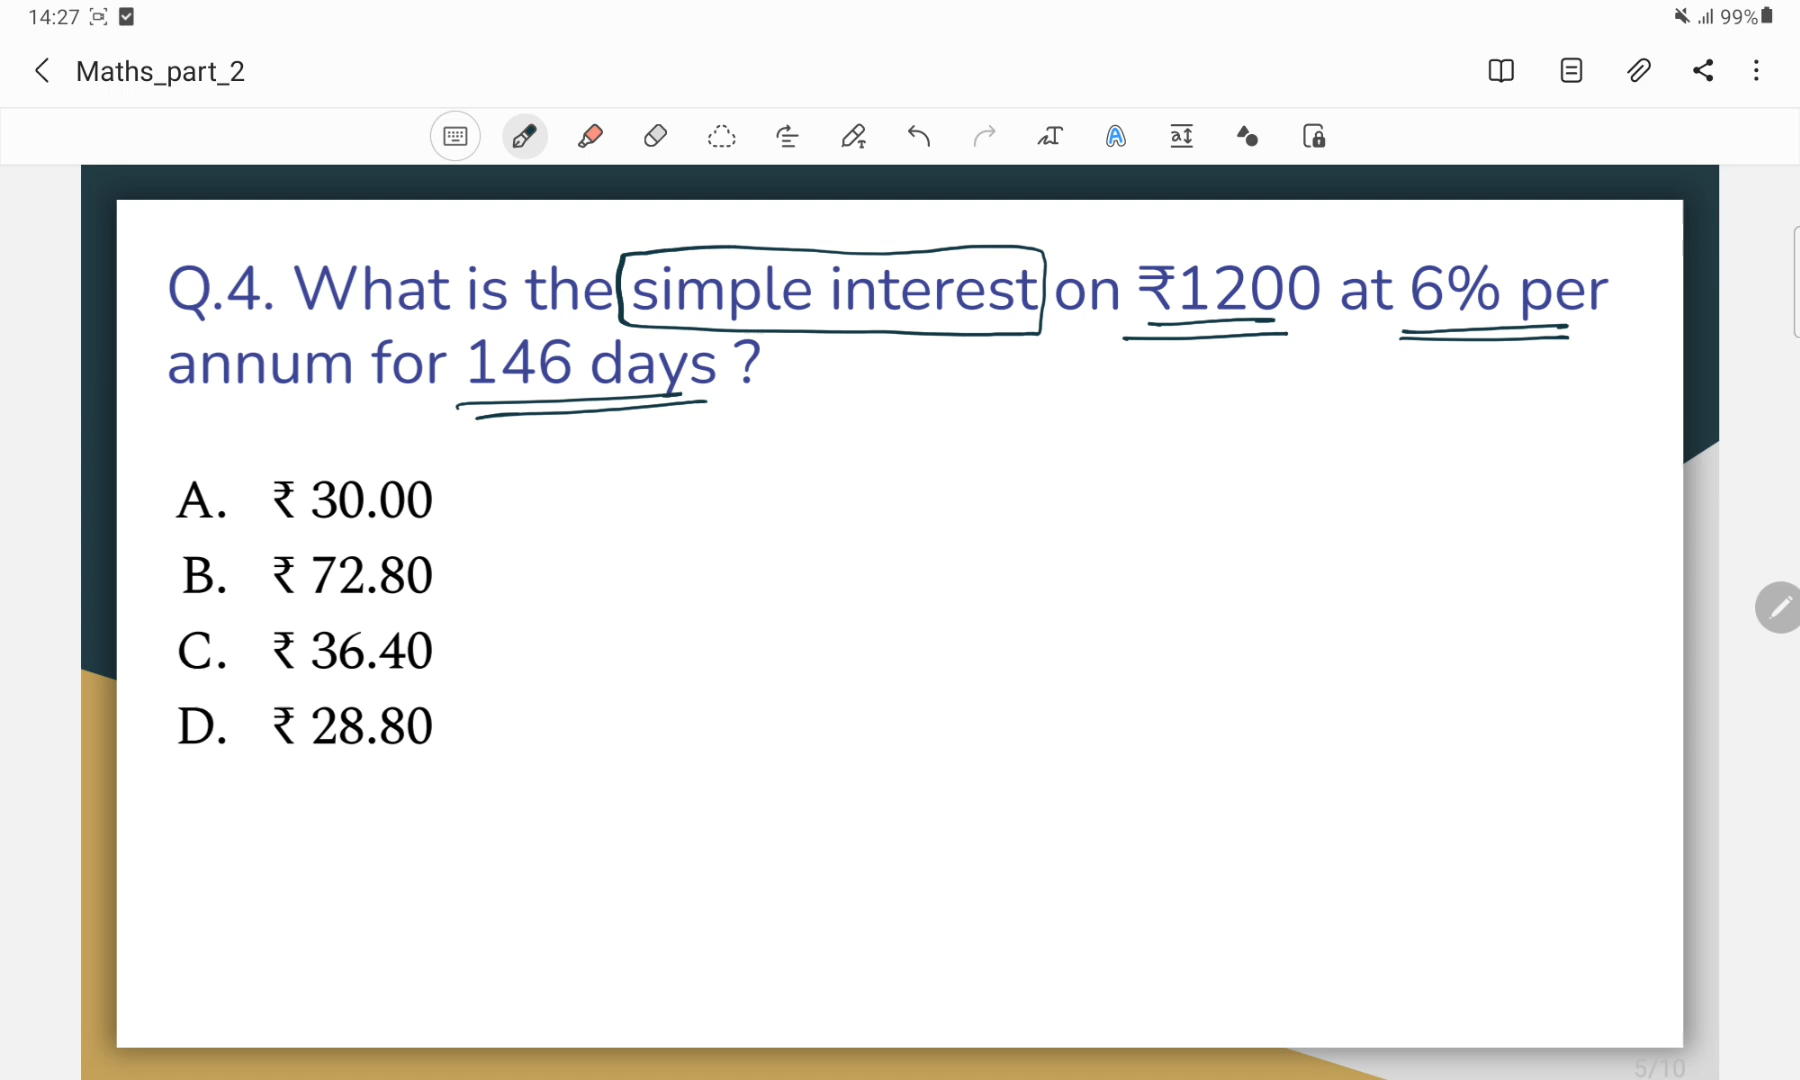 14:27
99%
Maths_part_2
Q.4. What is the simple interest on ₹1200 at 6% per
annum for 146 days ?
A. ₹ 30.00
B. ₹ 72.80
C. ₹ 36.40
D. ₹ 28.80
5/10